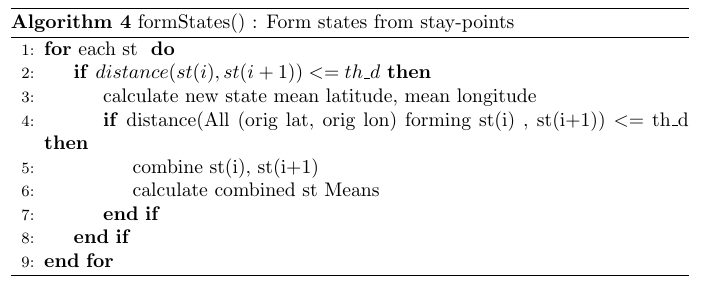 Algorithm 4 formStates() : Form states from stay-points
1: for each st do
2: if distance(st(i), st(i + 1)) <= th_d then
3: calculate new state mean latitude, mean longitude
4: if distance(All (orig lat, orig lon) forming st(i) , st(i+1)) <= th_d
then
5: combine st(i), st(i+1)
6: calculate combined st Means
7: end if
8: end if
9: end for